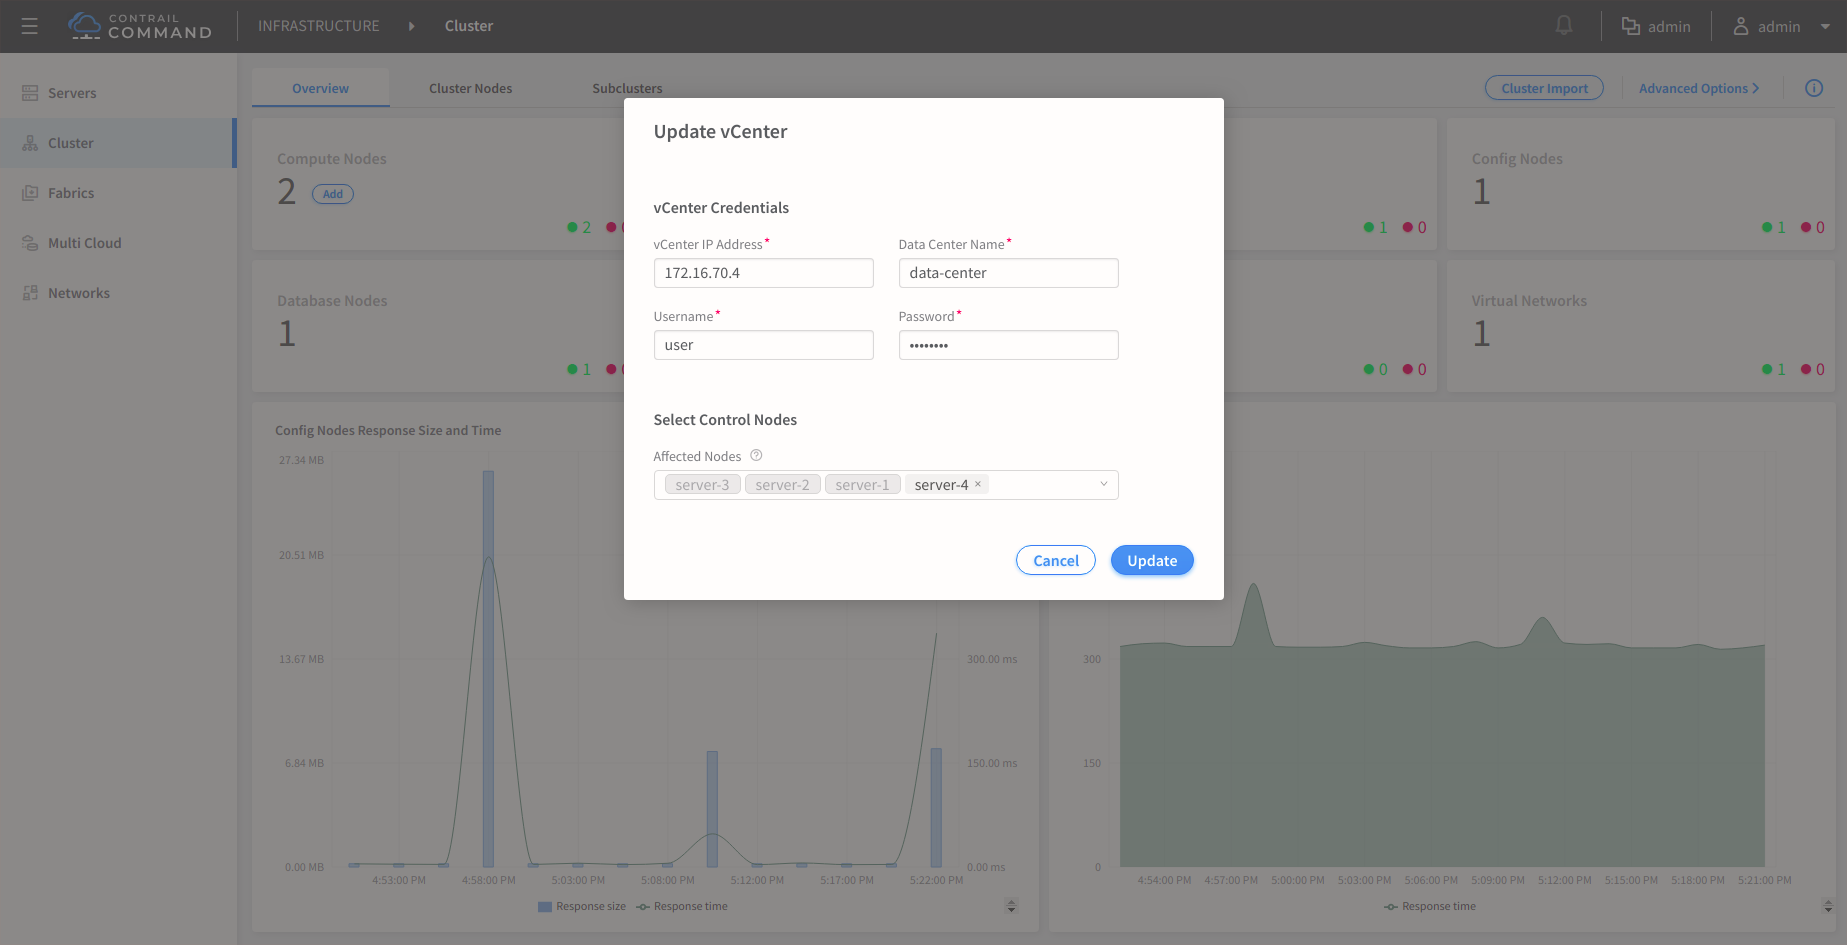 CONTRAIL
COMMAND
INFRASTRUCTURE
Cluster
admin
admin
Servers
Cluster
Fabrics
Multi Cloud
Networks
Overview
Cluster Nodes
Subclusters
Cluster Import
Advanced Options
Compute Nodes
2
Add
2
1
0
Config Nodes
1
1
0
Database Nodes
1
1
0
0
Virtual Networks
1
1
0
Update vCenter
vCenter Credentials
vCenter IP Address*
Data Center Name*
172.16.70.4
data-center
Username*
Password*
user
••••••••
Select Control Nodes
Affected Nodes
server-3 server-2 server-1 server-4 ×
Cancel
Update
Config Nodes Response Size and Time
27.34 MB
20.51 MB
13.67 MB
6.84 MB
0.00 MB
300.00 ms
150.00 ms
0.00 ms
4:53:00 PM 4:58:00 PM 5:03:00 PM 5:08:00 PM 5:12:00 PM 5:17:00 PM 5:22:00 PM
Response size Response time
300
150
0
4:54:00 PM 4:57:00 PM 5:00:00 PM 5:03:00 PM 5:06:00 PM 5:09:00 PM 5:12:00 PM 5:15:00 PM 5:18:00 PM 5:21:00 PM
Response time